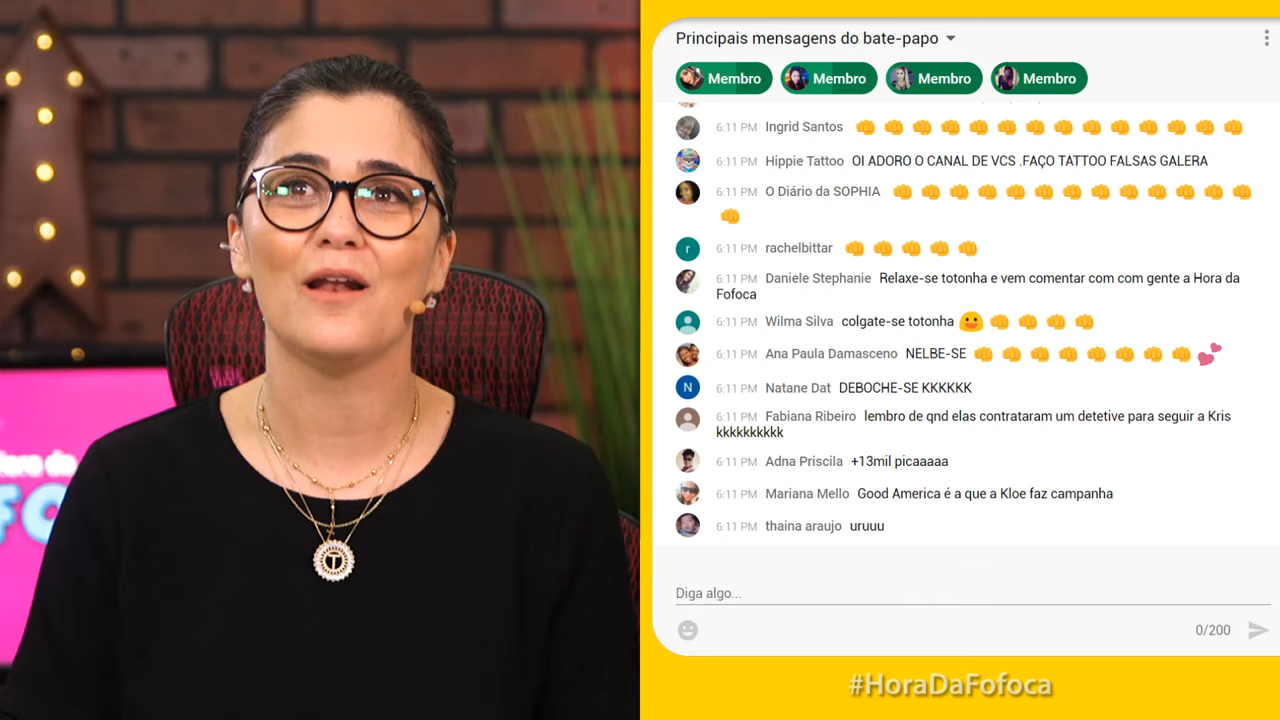 Principais mensagens do bate-papo
Membro Membro Membro Membro
6:11 PM Ingrid Santos 👊 👊 👊 👊 👊 👊 👊 👊 👊 👊 👊 👊 👊 👊
6:11 PM Hippie Tattoo OI ADORO O CANAL DE VCS .FAÇO TATTOO FALSAS GALERA
6:11 PM O Diário da SOPHIA 👊 👊 👊 👊 👊 👊 👊 👊 👊 👊 👊 👊 👊
👊
r 6:11 PM rachelbittar 👊 👊 👊 👊 👊
6:11 PM Daniele Stephanie Relaxe-se totonha e vem comentar com com gente a Hora da
Fofoca
6:11 PM Wilma Silva colgate-se totonha 😃 👊 👊 👊 👊
6:11 PM Ana Paula Damasceno NELBE-SE 👊 👊 👊 👊 👊 👊 👊 👊 💕
N 6:11 PM Natane Dat DEBOCHE-SE KKKKKK
6:11 PM Fabiana Ribeiro lembro de qnd elas contrataram um detetive para seguir a Kris
kkkkkkkkkk
6:11 PM Adna Priscila +13mil picaaaaa
6:11 PM Mariana Mello Good America é a que a Kloe faz campanha
6:11 PM thaina araujo uruuu
Diga algo...
0/200
#HoraDaFofoca
T